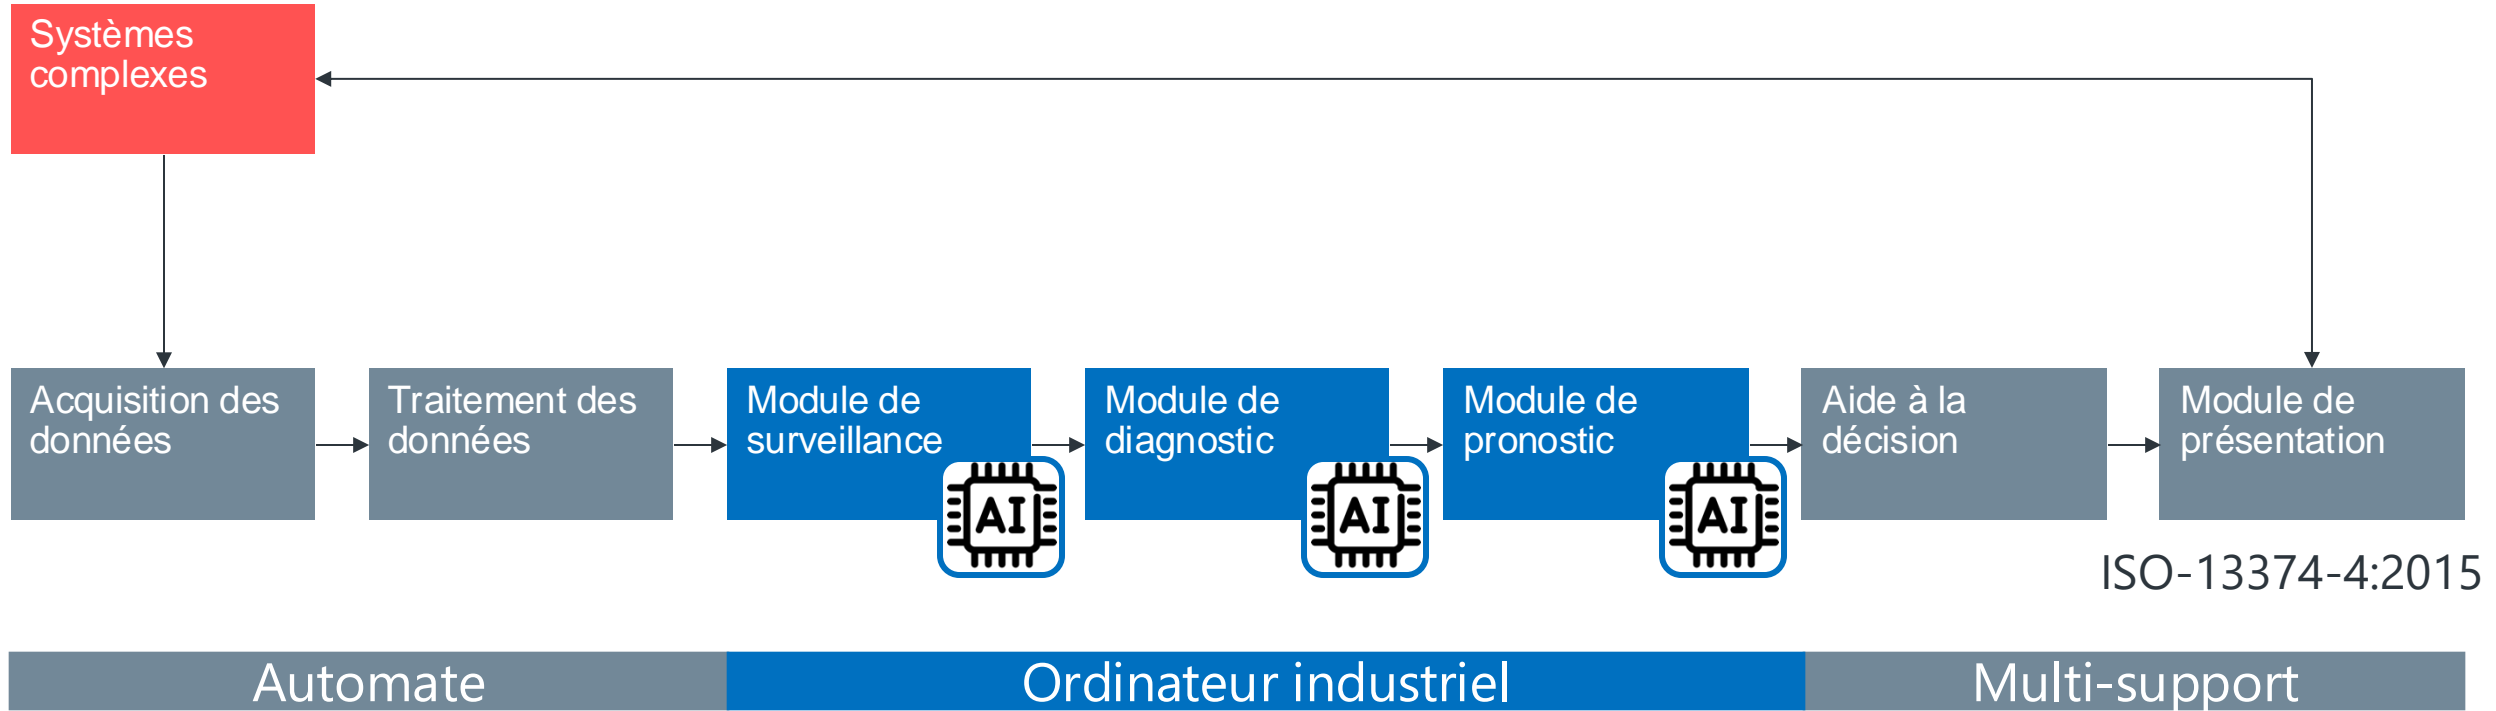 Systèmes
complexes
Acquisition des
données
Traitement des
données
Module de
surveillance
AI
Module de
diagnostic
AI
Module de
pronostic
AI
Aide à la
décision
Module de
présentation
ISO-13374-4:2015
Automate
Ordinateur industriel
Multi-support